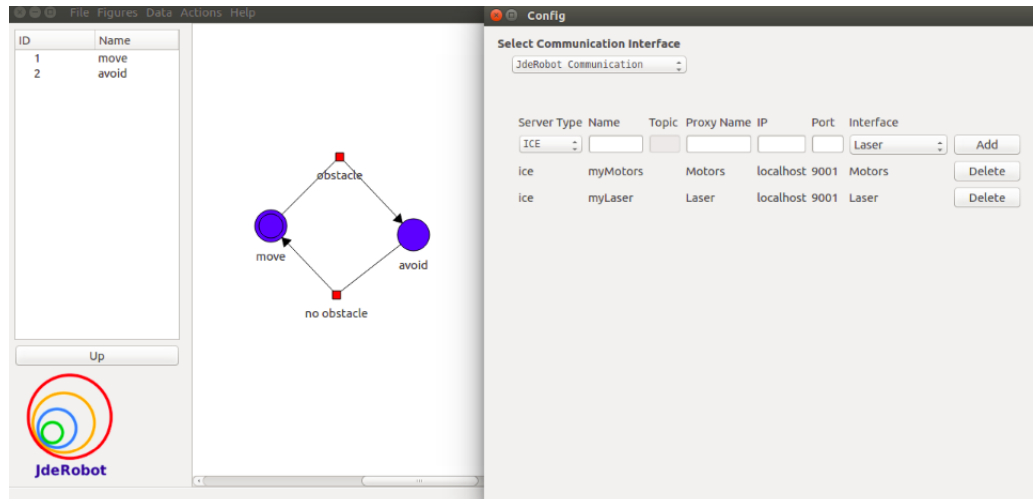 File Figures Data Actions Help
ID Name
1 move
2 avoid
Up
JdeRobot
obstacle
move
avoid
no obstacle
Config
Select Communication Interface
JdeRobot Communication
Server Type Name Topic Proxy Name IP Port Interface
ICE Laser Add
ice myMotors Motors localhost 9001 Motors Delete
ice myLaser Laser localhost 9001 Laser Delete